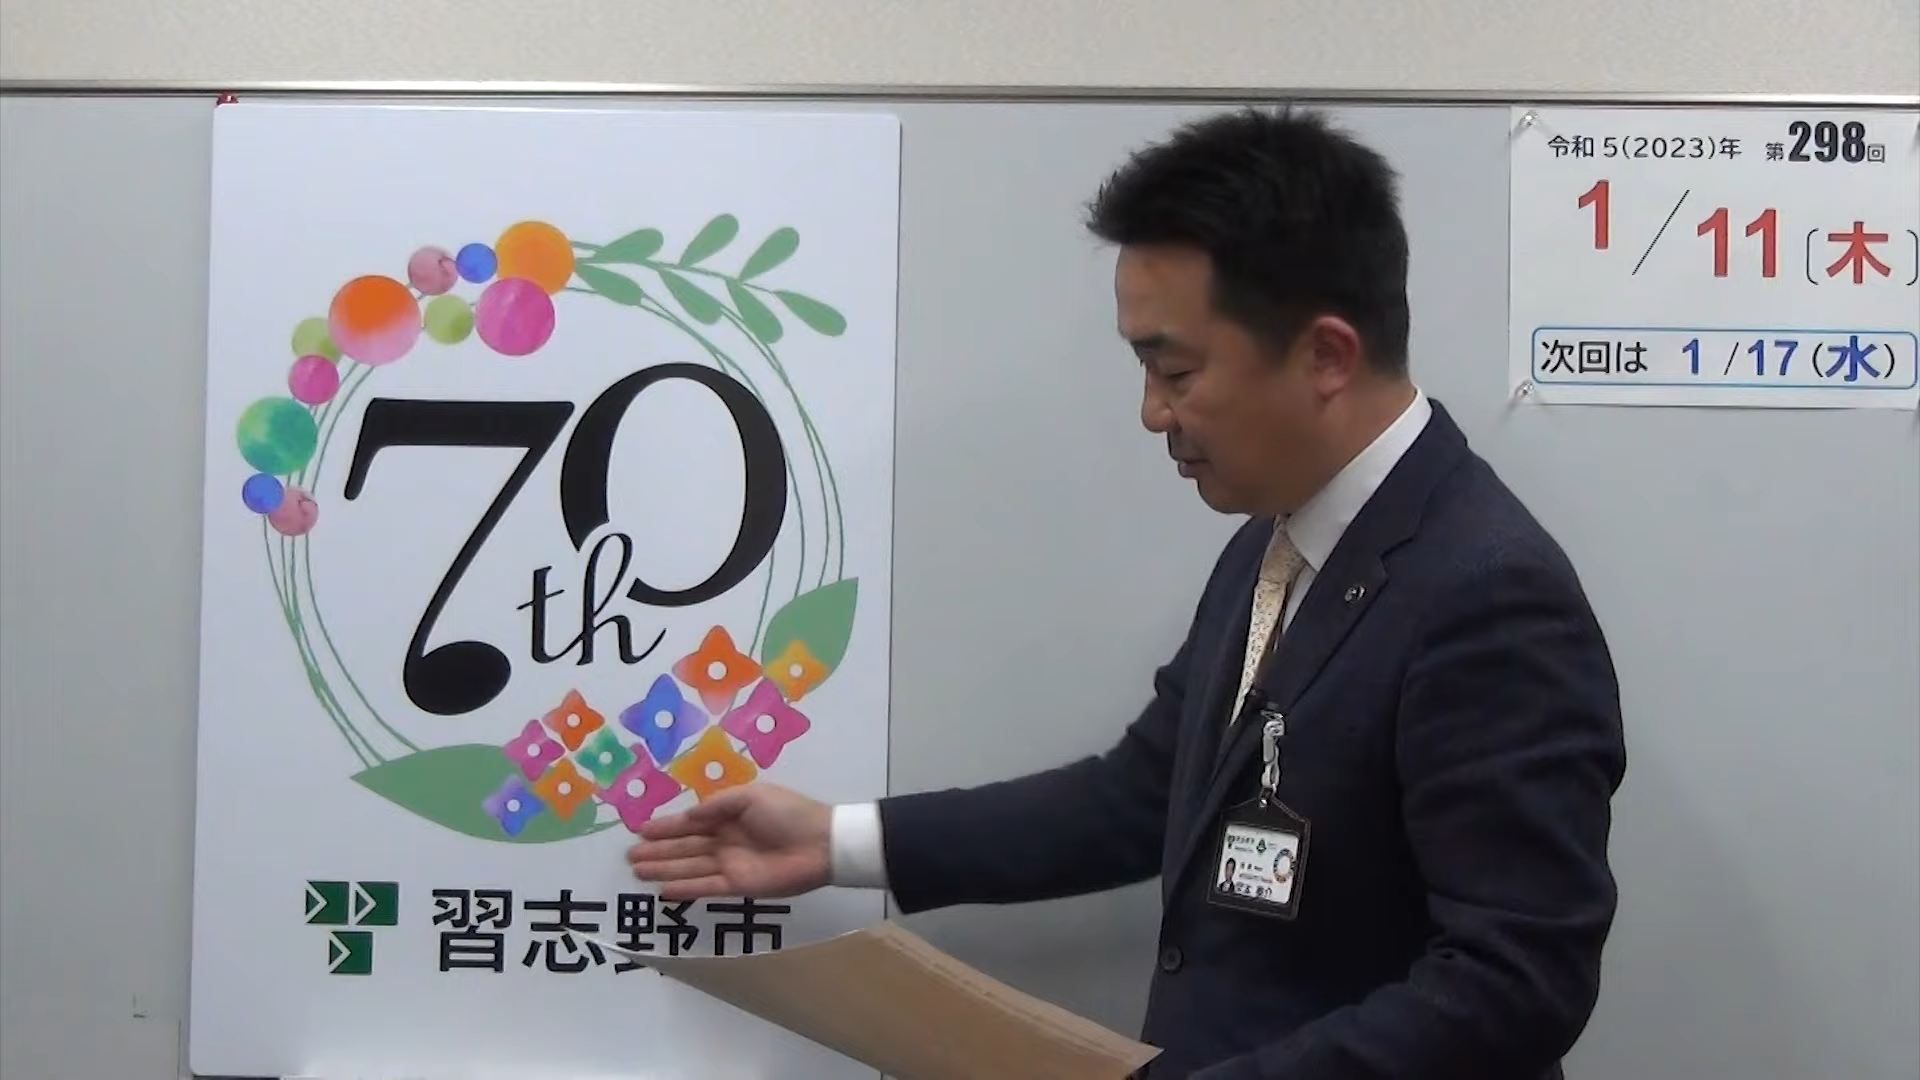 70th
習志野市
令和5(2023)年 第298回
1/11〔木〕
次回は 1/17(水)